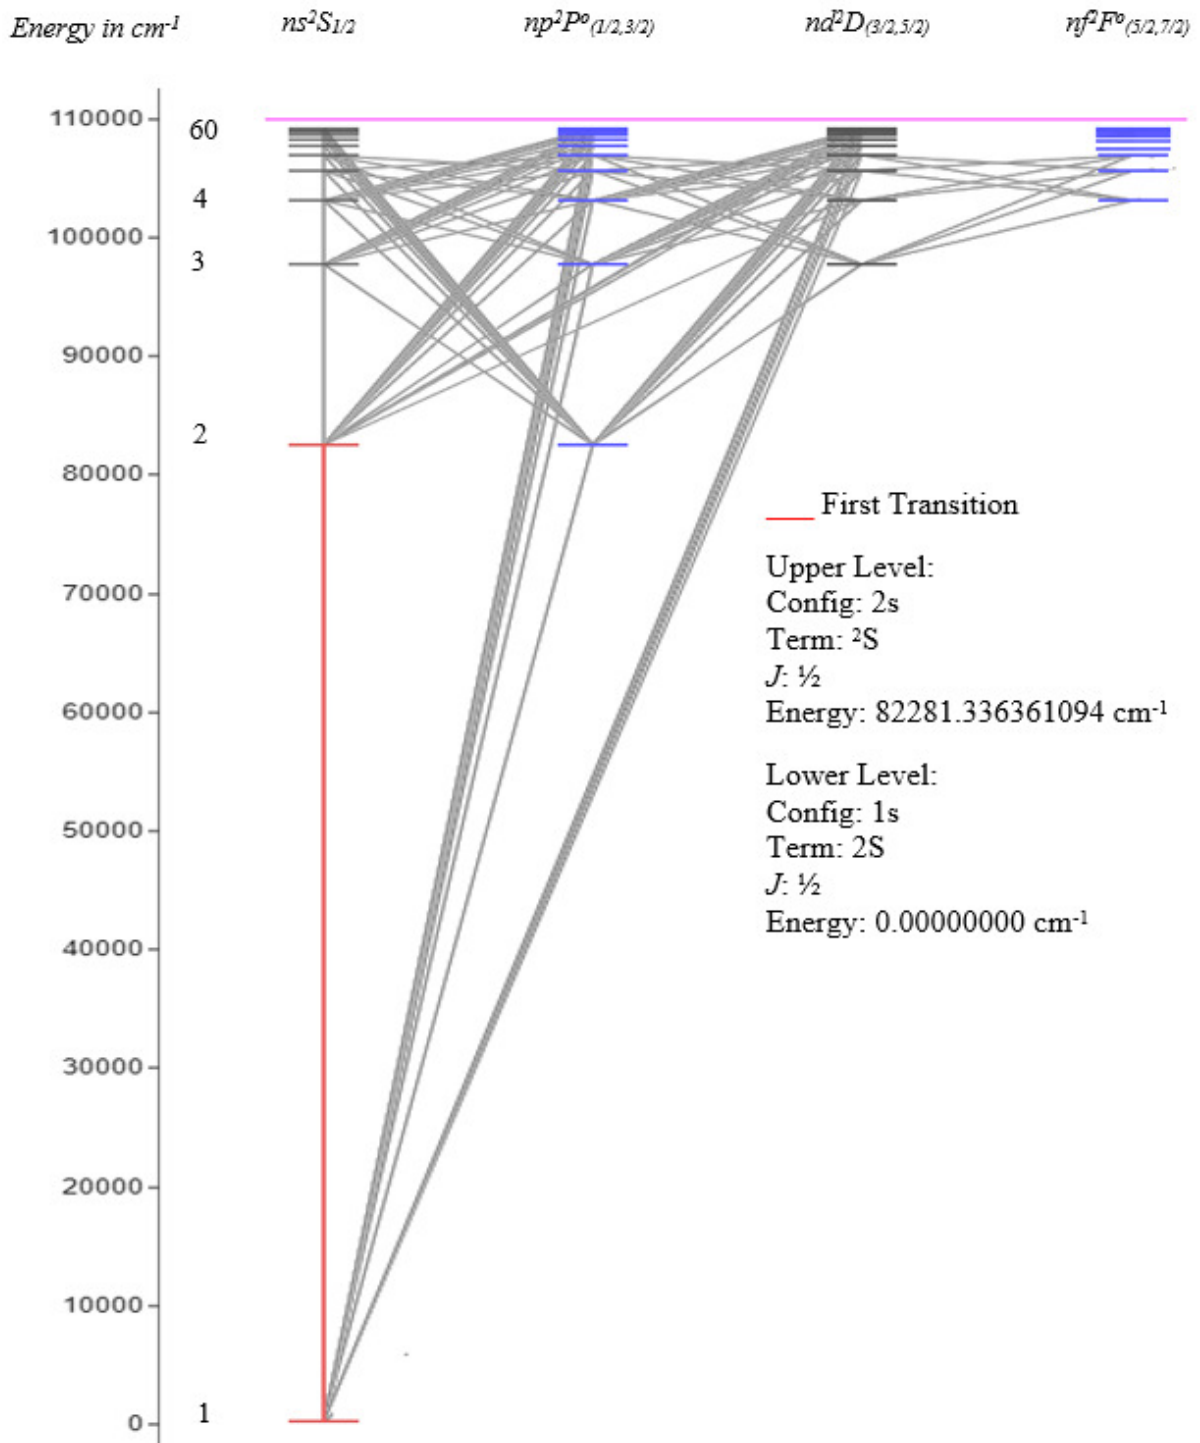 Energy in cm-1 ns²S1/2 np²Pº(1/2,3/2) nd²D(3/2,5/2) nf²Fº(5/2,7/2)
110000
60
4
100000
3
90000
2
80000
First Transition
70000
Upper Level:
Config: 2s
Term: ²S
J: ½
60000
Energy: 82281.336361094 cm-1
Lower Level:
Config: 1s
50000
Term: 2S
J: ½
Energy: 0.00000000 cm-1
40000
30000
20000
10000
1
0